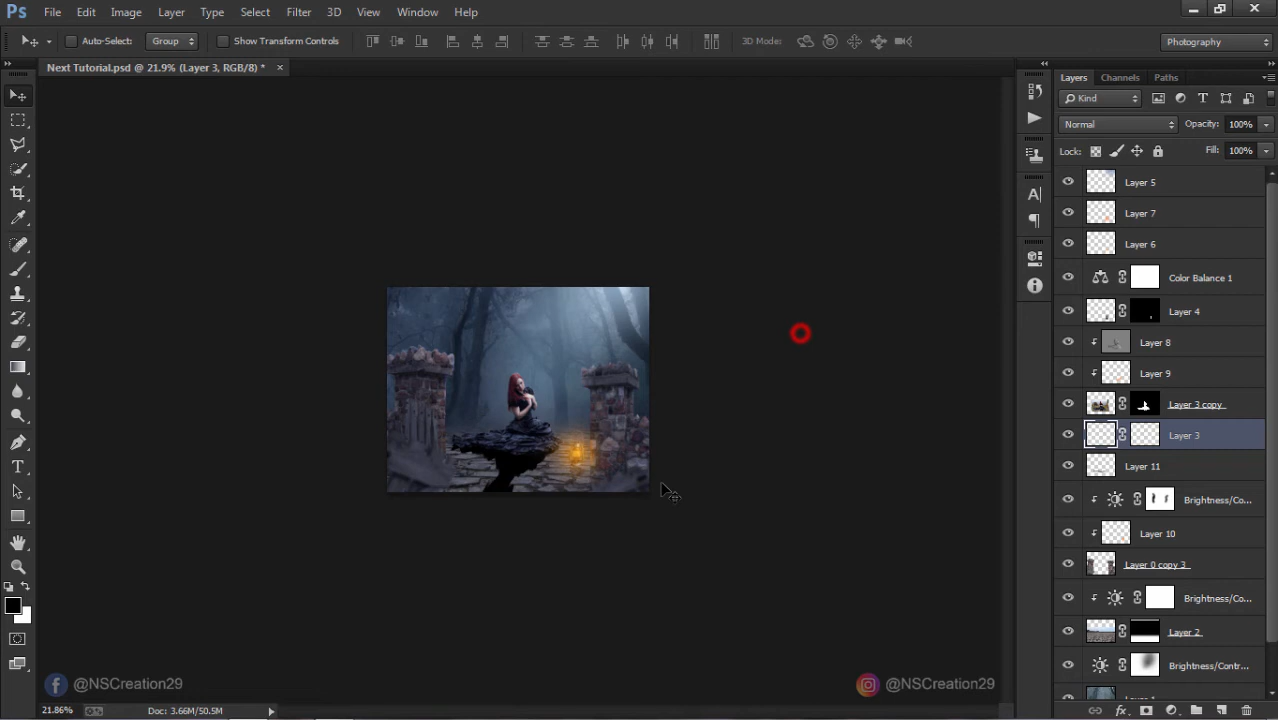 Ps File Edit Image Layer Type Select Filter 3D View Window Help
Auto-Select: Group Show Transform Controls 3D Mode: Photography
Next Tutorial.psd @ 21.9% (Layer 3, RGB/8) * ×
Layers Channels Paths
Kind
Normal Opacity: 100%
Lock: Fill: 100%
Layer 5
Layer 7
Layer 6
Color Balance 1
Layer 4
Layer 8
Layer 9
Layer 3 copy
Layer 3
Layer 11
Brightness/Co...
Layer 10
Layer 0 copy 3
Brightness/Co...
Layer 2
Brightness/Contr...
Layer 1
@NSCreation29 @NSCreation29
21.86% Doc: 3.66M/50.5M
fx